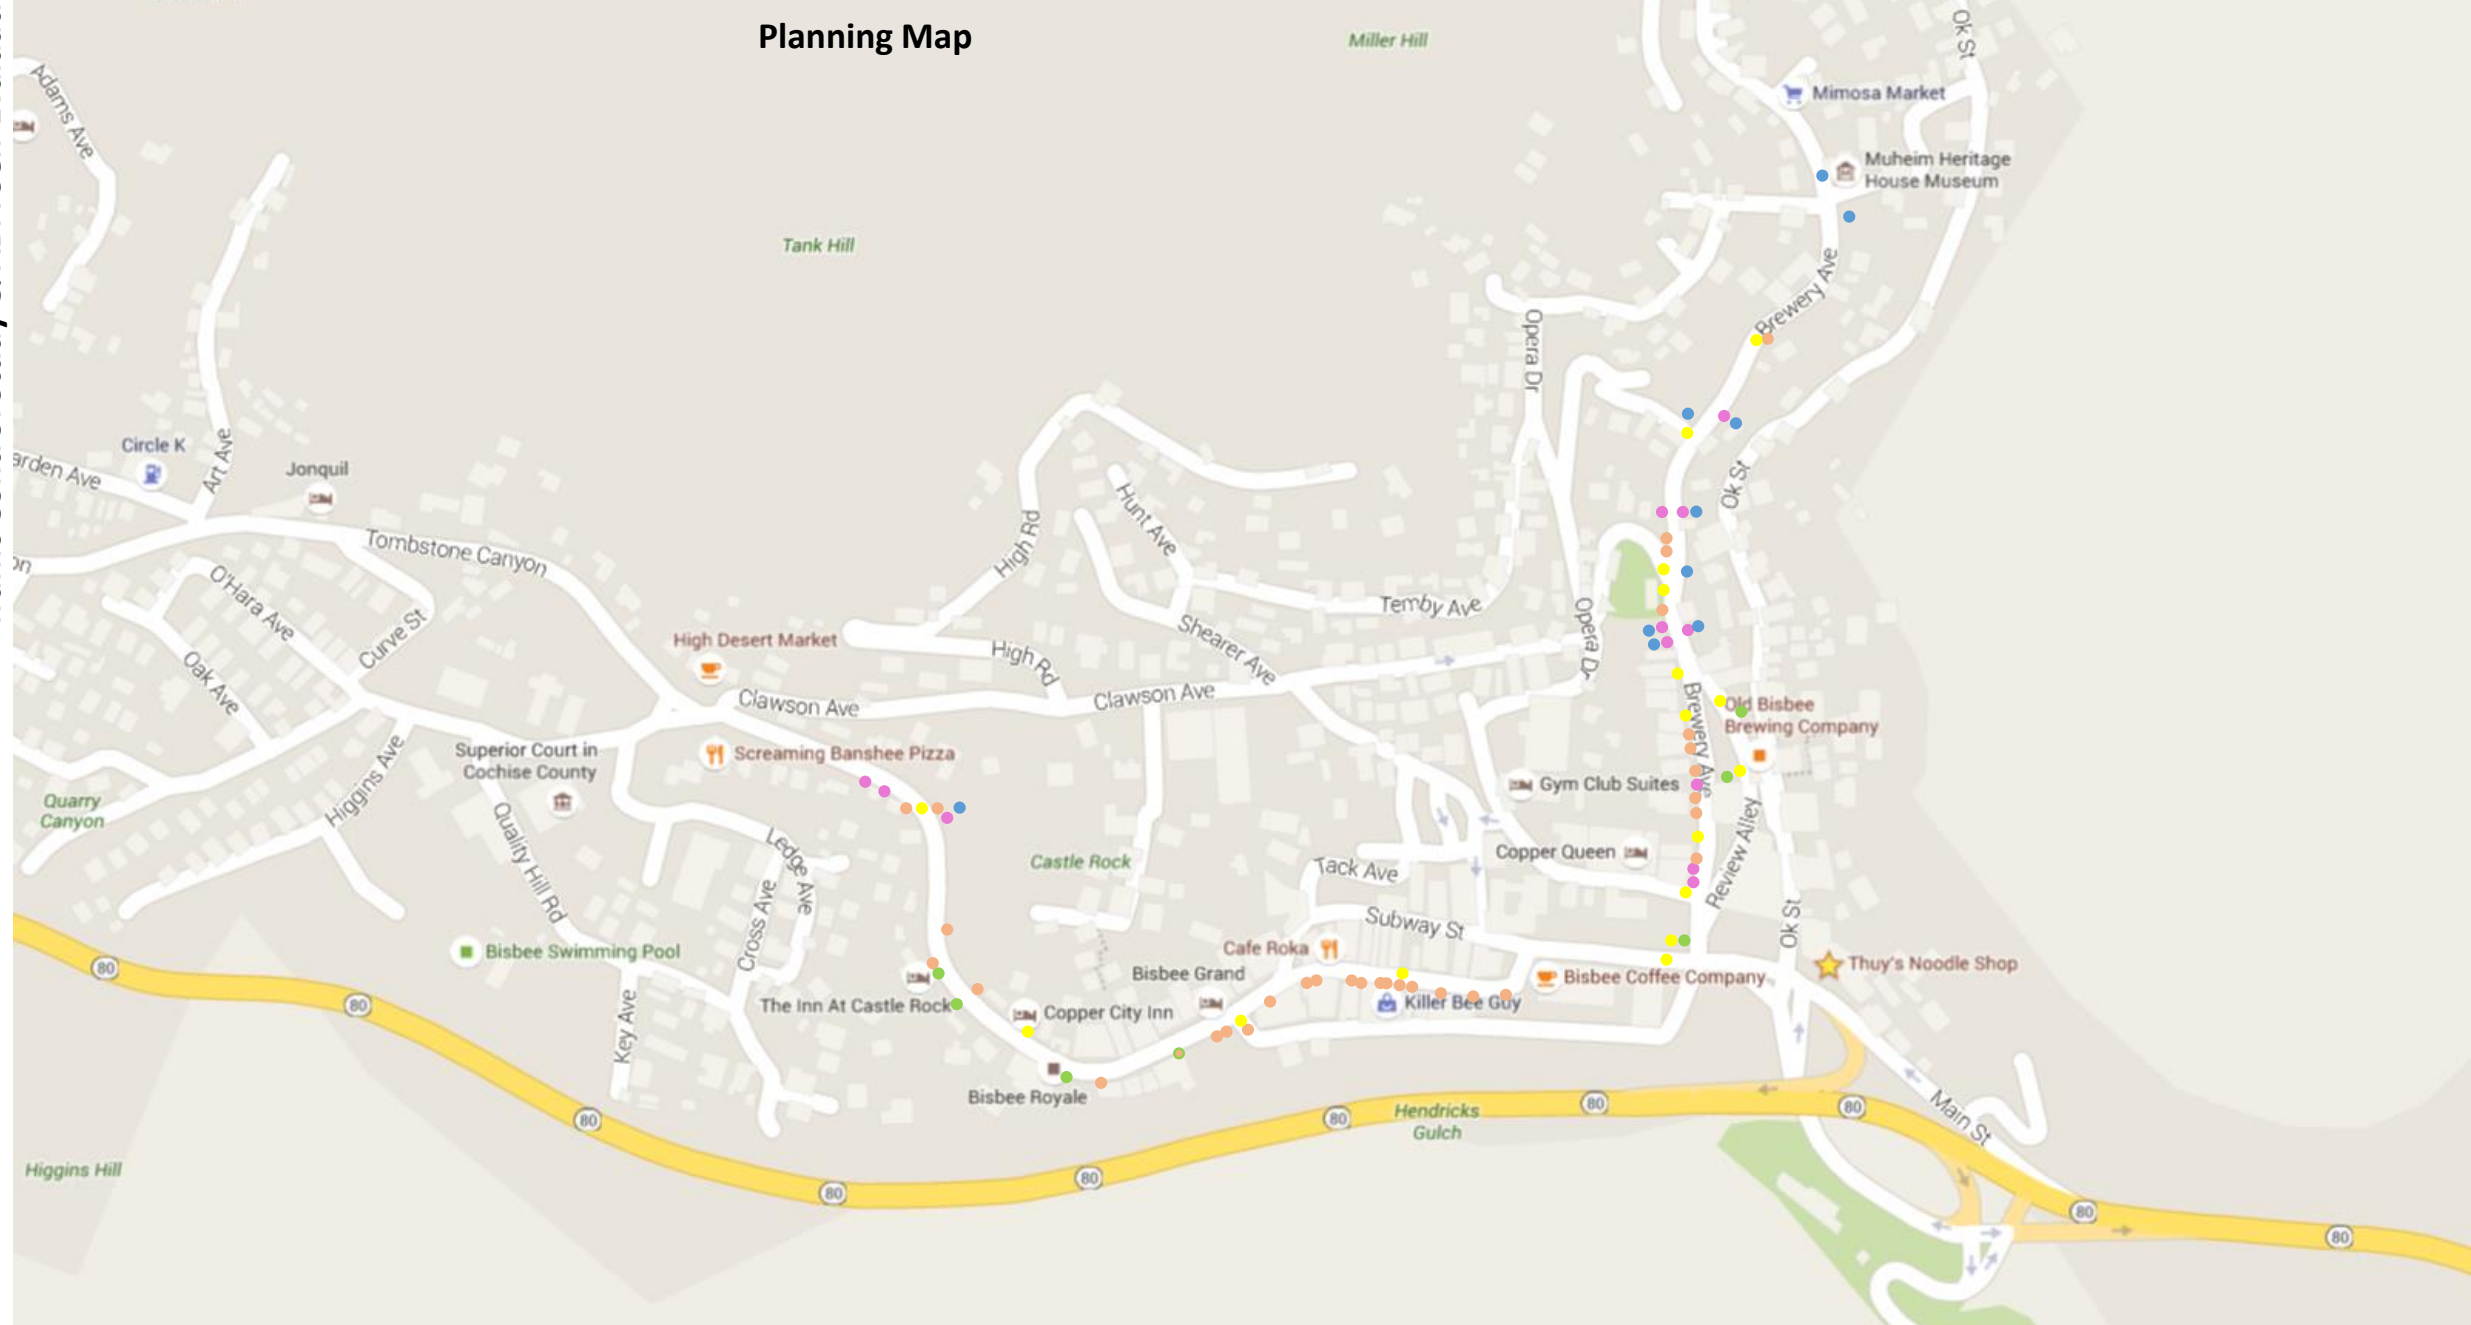 Planning Map
Miller Hill
Ok St
Adams Ave
Mimosa Market
Muheim Heritage
House Museum
Tank Hill
Brewery Ave
Opera Dr
Circle K
Art Ave
Jonquil
arden Ave
Ok St
Hunt Ave
High Rd
Tombstone Canyon
on
O'Hara Ave
Curve St
Temby Ave
Opera Dr
High Desert Market
Shearer Ave
High Rd
Oak Ave
Clawson Ave
Clawson Ave
Brewery Ave
Old Bisbee
Brewing Company
Superior Court in
Cochise County
Screaming Banshee Pizza
Higgins Ave
Gym Club Suites
Quarry
Canyon
Quality Hill Rd
Ledge Ave
Castle Rock
Copper Queen
Tack Ave
Review Alley
Cross Ave
Subway St
Ok St
Cafe Roka
Bisbee Swimming Pool
Thuy's Noodle Shop
80
Bisbee Grand
Bisbee Coffee Company
80
The Inn At Castle Rock
Copper City Inn
Killer Bee Guy
Key Ave
Bisbee Royale
Hendricks
Gulch
80
80
80
80
Main St
Higgins Hill
80
80
80
80